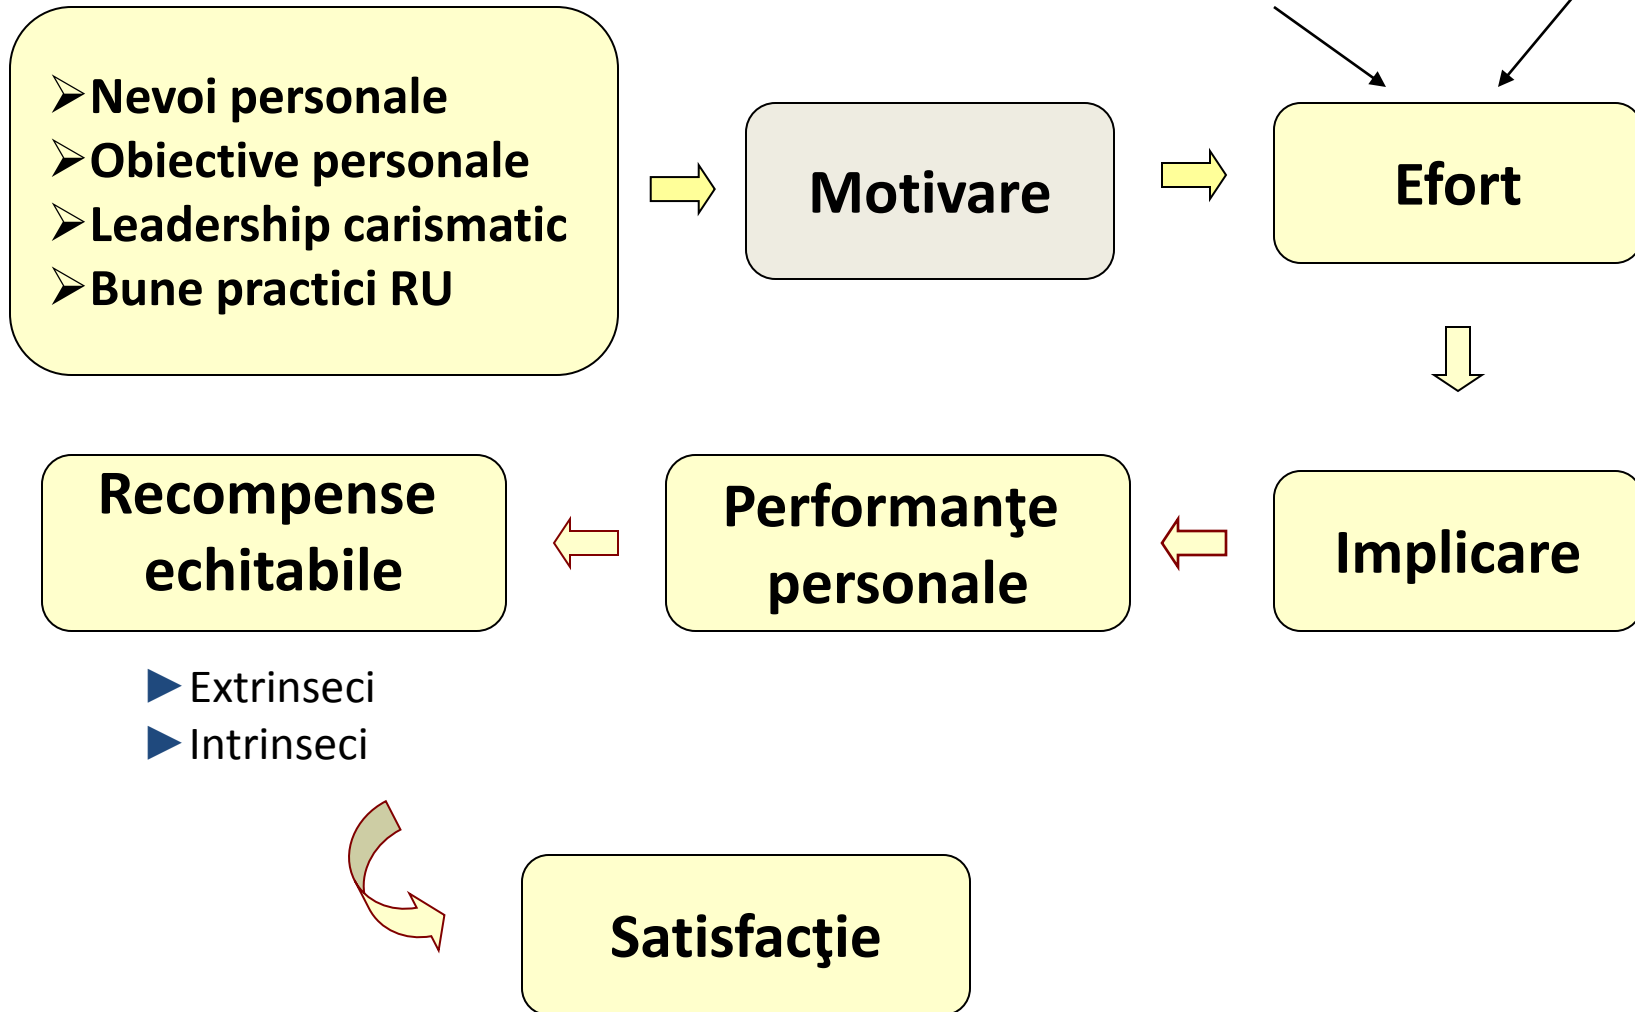 ➢Nevoi personale
➢Obiective personale
➢Leadership carismatic
➢Bune practici RU
Motivare
Efort
Recompense
echitabile
Performanţe
personale
Implicare
►Extrinseci
►Intrinseci
Satisfacţie